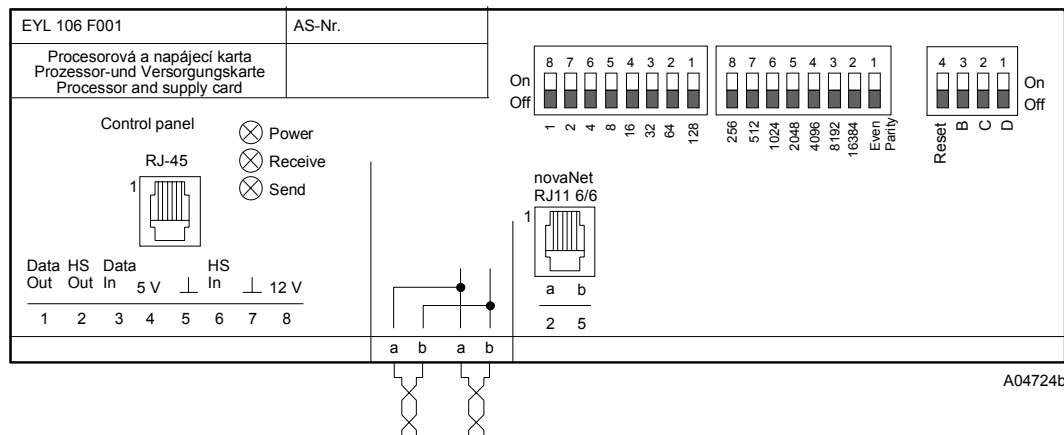 EYL 106 F001
AS-Nr.
Procesorová a napájecí karta
Prozessor-und Versorgungskarte
Processor and supply card
8 7 6 5 4 3 2 1
8 7 6 5 4 3 2 1
4 3 2 1
On
Off
On
Off
1 2 4 8 16 32 64 128
256 512 1024 2048 4096 8192 16384 Even Parity
Reset B C D
Control panel
RJ-45
1
Power
Receive
Send
novaNet
RJ11 6/6
1
a b
2 5
Data HS Data HS
Out Out In 5 V In 12 V
1 2 3 4 5 6 7 8
a b a b
A04724b